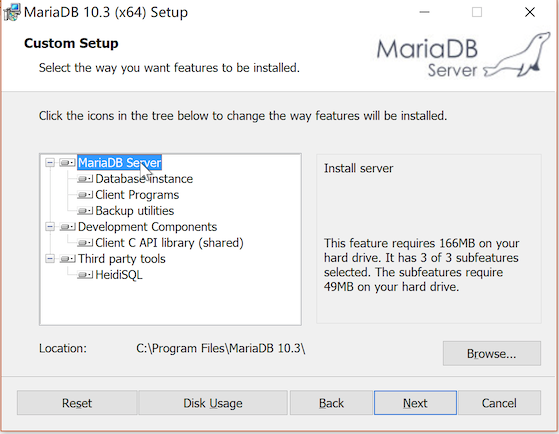 MariaDB 10.3 (x64) Setup
Custom Setup
Select the way you want features to be installed.
MariaDB
Server
Click the icons in the tree below to change the way features will be installed.
MariaDB Server
Database instance
Client Programs
Backup utilities
Development Components
Client C API library (shared)
Third party tools
HeidiSQL
Install server
This feature requires 166MB on your
hard drive. It has 3 of 3 subfeatures
selected. The subfeatures require
49MB on your hard drive.
Location: C:\Program Files\MariaDB 10.3\
Browse...
Reset Disk Usage Back Next Cancel